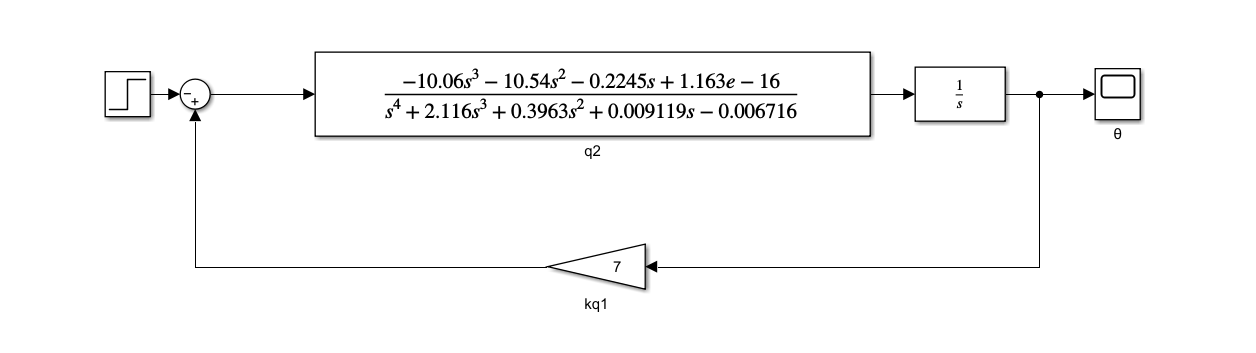 −
+
−10.06s³ − 10.54s² − 0.2245s + 1.163e − 16
s⁴ + 2.116s³ + 0.3963s² + 0.009119s − 0.006716
q2
1
s
θ
7
kq1